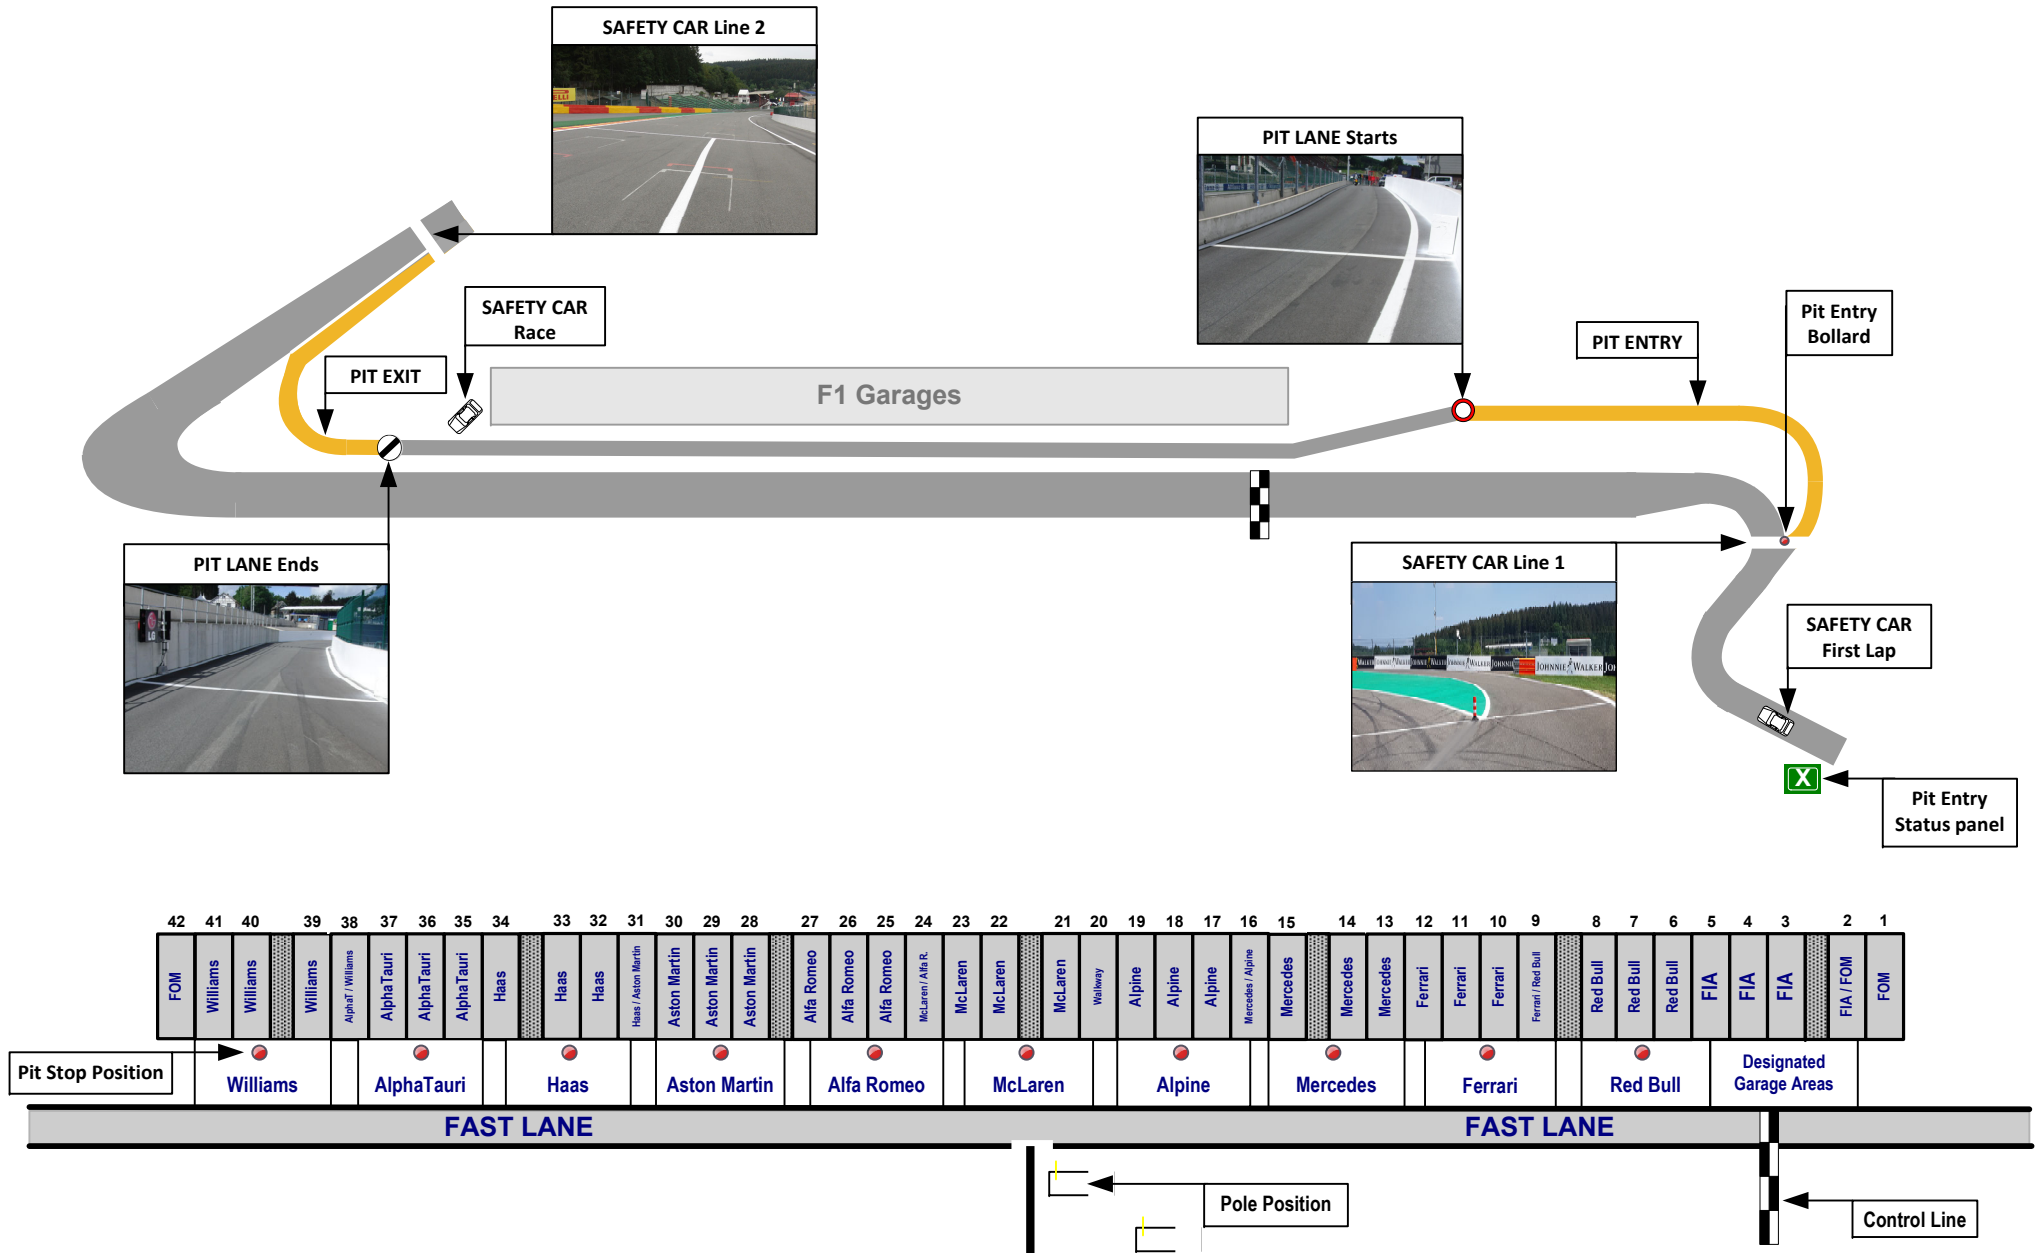 SAFETY CAR Line 2
ELLI
PIT LANE Starts
SAFETY CAR
Race
Pit Entry
Bollard
PIT ENTRY
PIT EXIT
F1 Garages
PIT LANE Ends
LG
SAFETY CAR Line 1
JOHNNIE WALKER
SAFETY CAR
First Lap
X
Pit Entry
Status panel
42 41 40 39 38 37 36 35 34 33 32 31 30 29 28 27 26 25 24 23 22 21 20 19 18 17 16 15 14 13 12 11 10 9 8 7 6 5 4 3 2 1
FOM
Williams
Williams
Williams
AlphaT / Williams
AlphaTauri
AlphaTauri
AlphaTauri
Haas
Haas
Haas
Haas / Aston Martin
Aston Martin
Aston Martin
Aston Martin
Alfa Romeo
Alfa Romeo
Alfa Romeo
McLaren / Alfa R.
McLaren
McLaren
McLaren
Walkway
Alpine
Alpine
Alpine
Mercedes / Alpine
Mercedes
Mercedes
Mercedes
Ferrari
Ferrari
Ferrari
Ferrari / Red Bull
Red Bull
Red Bull
Red Bull
FIA
FIA
FIA
FIA / FOM
FOM
Pit Stop Position
Williams
AlphaTauri
Haas
Aston Martin
Alfa Romeo
McLaren
Alpine
Mercedes
Ferrari
Red Bull
Designated
Garage Areas
FAST LANE
FAST LANE
Pole Position
Control Line